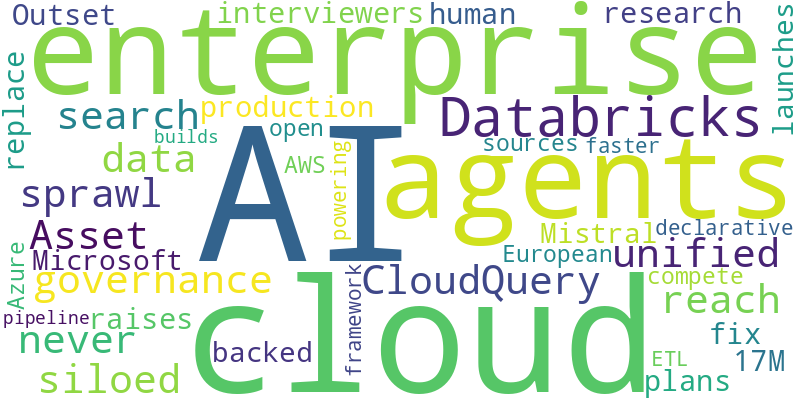 Outset
interviewers
human
research
launches
enterprise
replace
search
production
Databricks
open
builds
sources
faster
data
AWS
powering
AI
agents
sprawl
Asset
Mistral
declarative
Microsoft
European
unified
Azure
governance
CloudQuery
compete
cloud
framework
reach
pipeline
raises
never
backed
fix
ETL
17M
siloed
plans